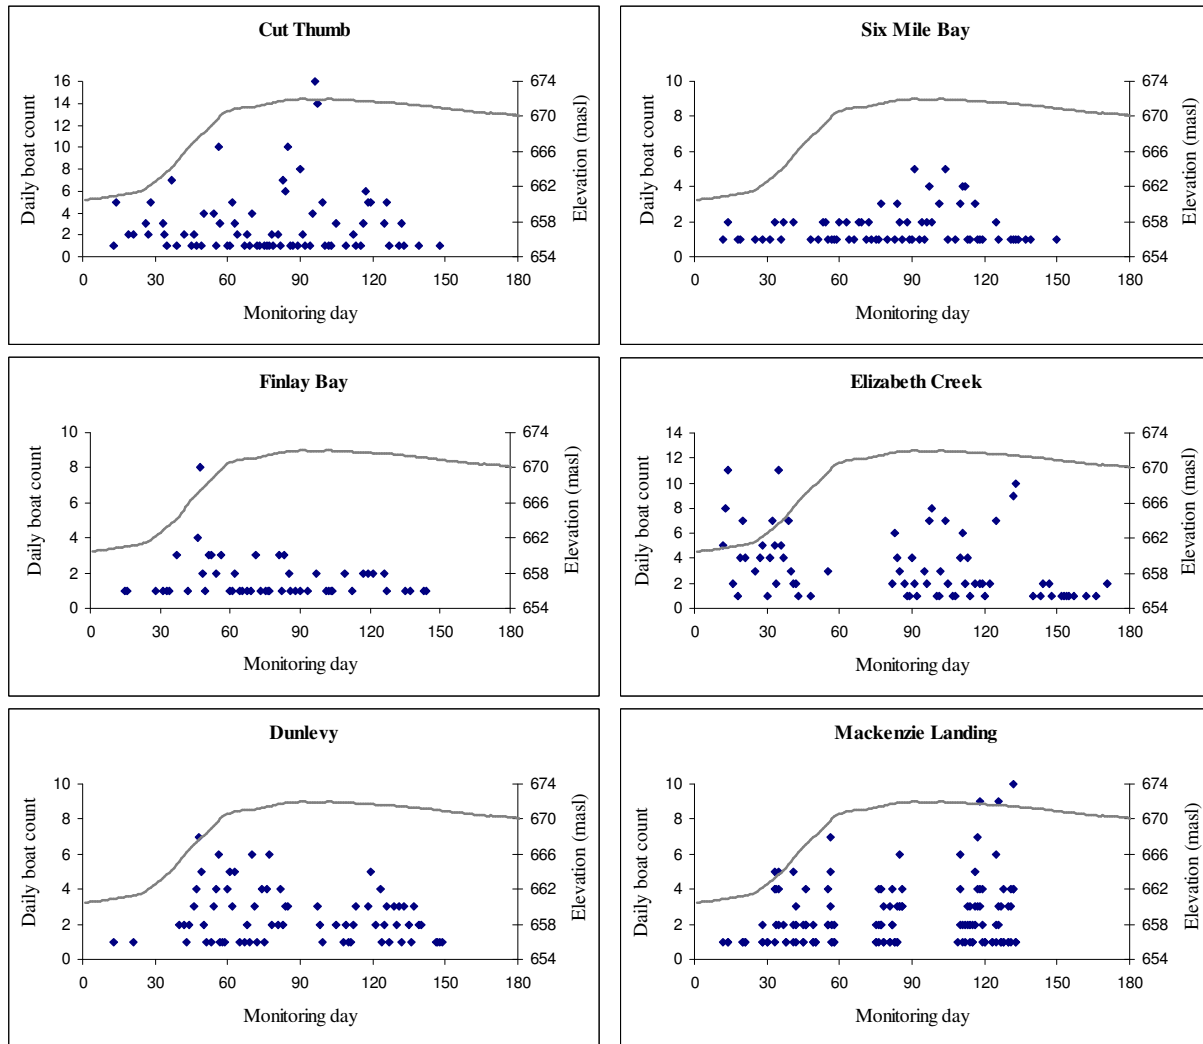 Cut Thumb
Daily boat count
16
14
12
10
8
6
4
2
0
0 30 60 90 120 150 180
Monitoring day
674
670
666
662
658
654
Elevation (masl)
Six Mile Bay
Daily boat count
10
8
6
4
2
0
0 30 60 90 120 150 180
Monitoring day
674
670
666
662
658
654
Elevation (masl)
Finlay Bay
Daily boat count
10
8
6
4
2
0
0 30 60 90 120 150 180
Monitoring day
674
670
666
662
658
654
Elevation (masl)
Elizabeth Creek
Daily boat count
14
12
10
8
6
4
2
0
0 30 60 90 120 150 180
Monitoring day
674
670
666
662
658
654
Elevation (masl)
Dunlevy
Daily boat count
10
8
6
4
2
0
0 30 60 90 120 150 180
Monitoring day
674
670
666
662
658
654
Elevation (masl)
Mackenzie Landing
Daily boat count
10
8
6
4
2
0
0 30 60 90 120 150 180
Monitoring day
674
670
666
662
658
654
Elevation (masl)